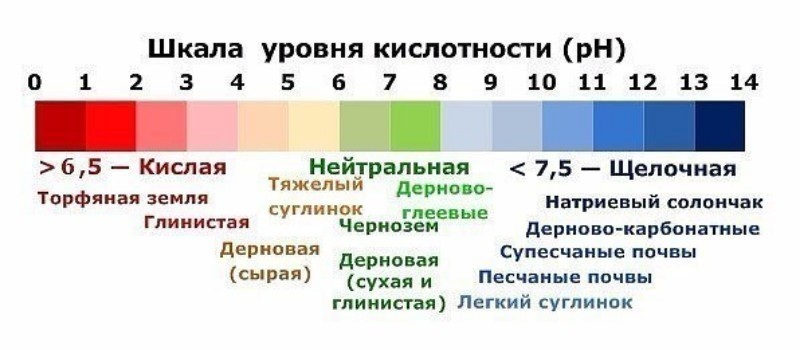 Шкала уровня кислотности (рН)
0 1 2 3 4 5 6 7 8 9 10 11 12 13 14
>6,5 — Кислая
Нейтральная
< 7,5 — Щелочная
Торфяная земля
Глинистая
Дерновая
(сырая)
Тяжелый
суглинок
Дерново-
глеевые
Чернозем
Дерновая
(сухая и
глинистая)
Натриевый солончак
Дерново-карбонатные
Супесчаные почвы
Песчаные почвы
Легкий суглинок